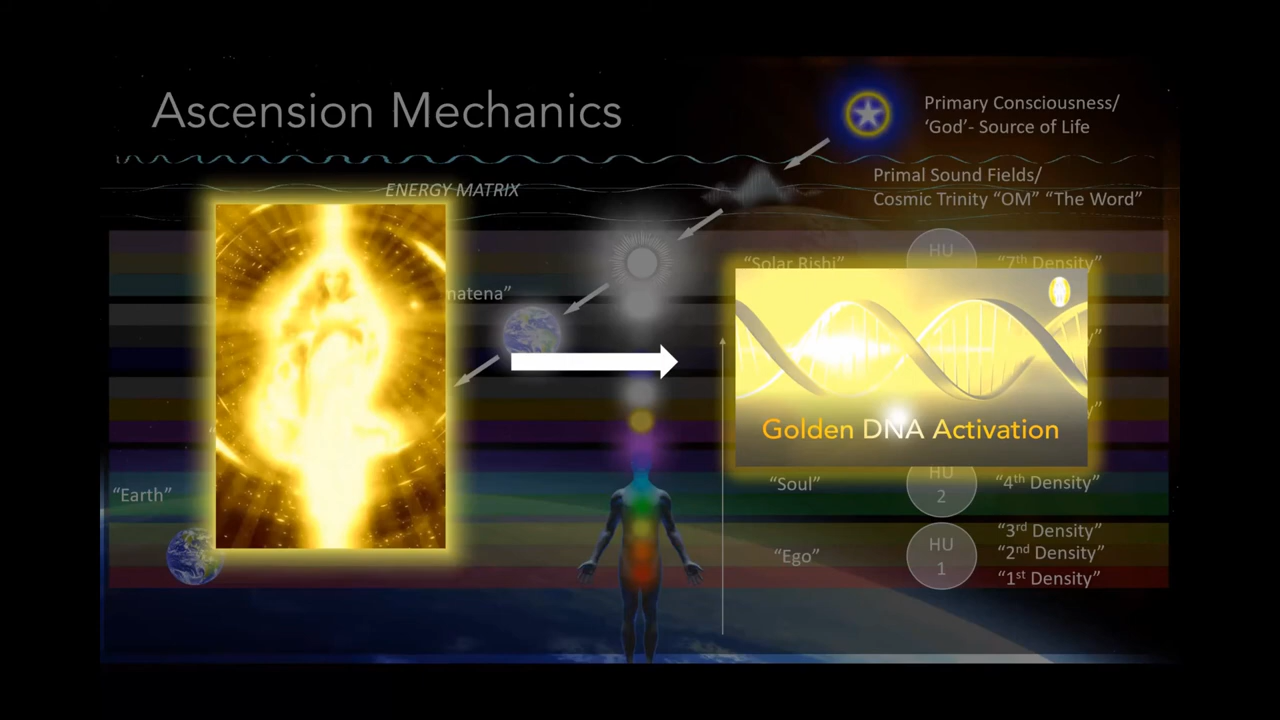 Ascension Mechanics
Primary Consciousness/
‘God’- Source of Life
ENERGY MATRIX
Primal Sound Fields/
Cosmic Trinity “OM” “The Word”
HU
“Solar Rishi”
“7th Density”
Golden DNA Activation
“Earth”
“Soul”
HU
2
“4th Density”
“Ego”
HU
1
“3rd Density”
“2nd Density”
“1st Density”